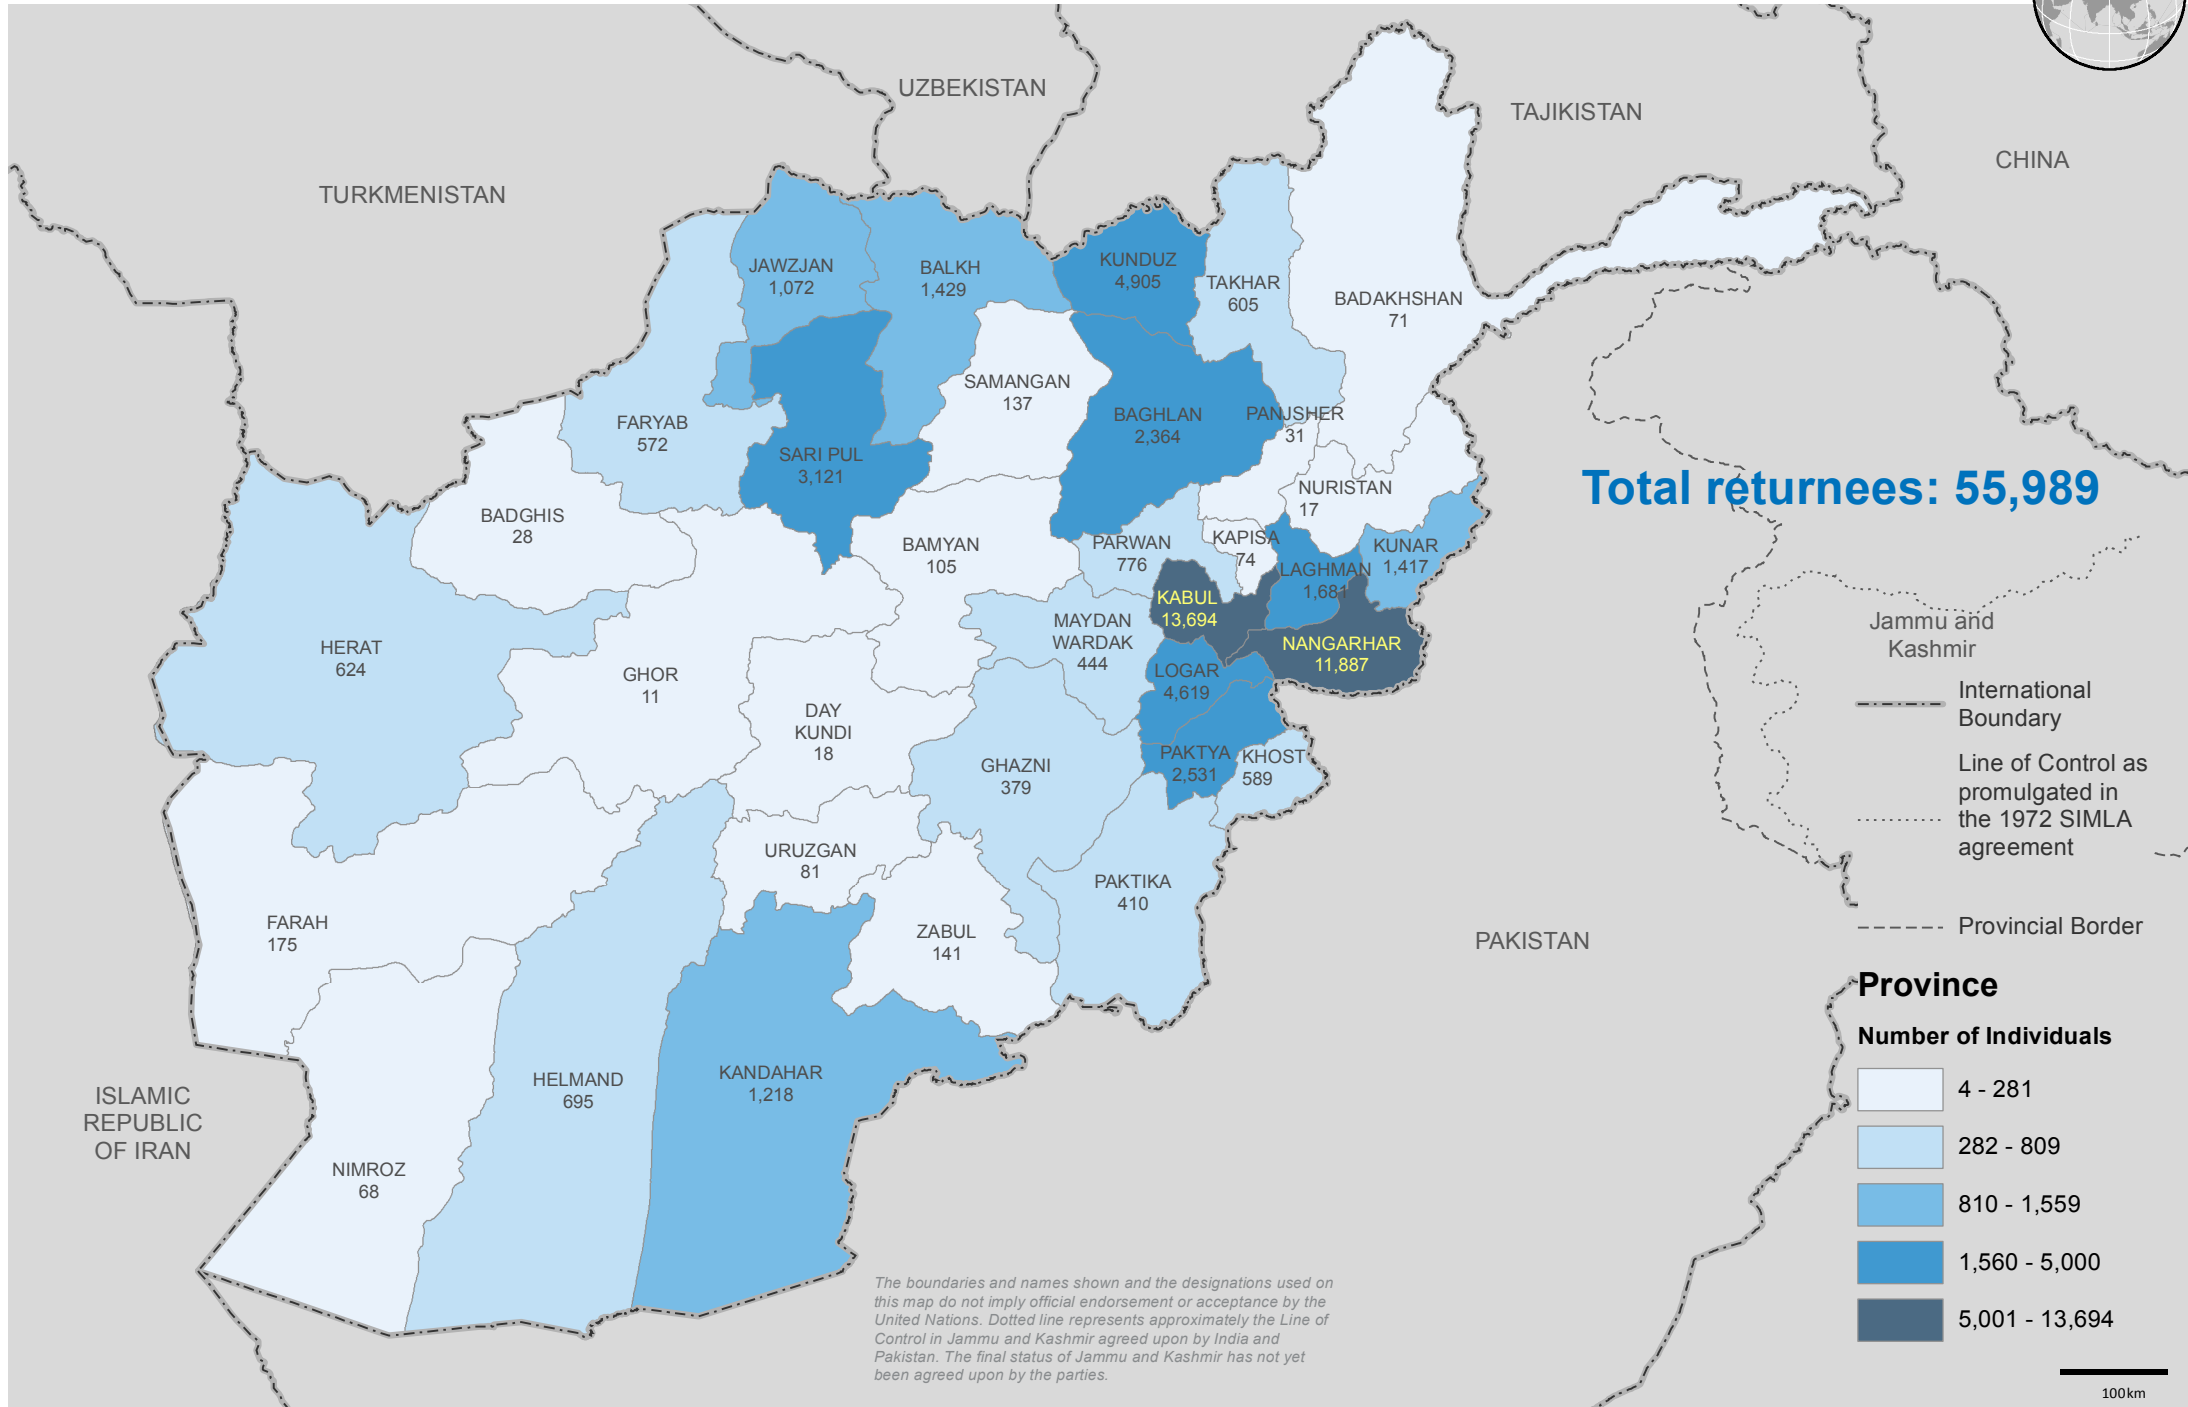 UZBEKISTAN
TAJIKISTAN
CHINA
TURKMENISTAN
JAWZJAN
1,072
BALKH
1,429
KUNDUZ
4,905
TAKHAR
605
BADAKHSHAN
71
SAMANGAN
137
FARYAB
572
BAGHLAN
2,364
PANJSHER
31
SARI PUL
3,121
Total returnees: 55,989
NURISTAN
17
BADGHIS
28
BAMYAN
105
PARWAN
776
KAPISA
74
KUNAR
1,417
LAGHMAN
1,681
KABUL
13,694
MAYDAN
WARDAK
444
NANGARHAR
11,887
HERAT
624
GHOR
11
LOGAR
4,619
DAY
KUNDI
18
GHAZNI
379
PAKTYA
2,531
KHOST
589
URUZGAN
81
PAKTIKA
410
FARAH
175
ZABUL
141
PAKISTAN
HELMAND
695
KANDAHAR
1,218
ISLAMIC
REPUBLIC
OF IRAN
NIMROZ
68
Jammu and
Kashmir
International
Boundary
Line of Control as
promulgated in
the 1972 SIMLA
agreement
Provincial Border
Province
Number of Individuals
4 - 281
282 - 809
810 - 1,559
1,560 - 5,000
5,001 - 13,694
100km
The boundaries and names shown and the designations used on
this map do not imply official endorsement or acceptance by the
United Nations. Dotted line represents approximately the Line of
Control in Jammu and Kashmir agreed upon by India and
Pakistan. The final status of Jammu and Kashmir has not yet
been agreed upon by the parties.